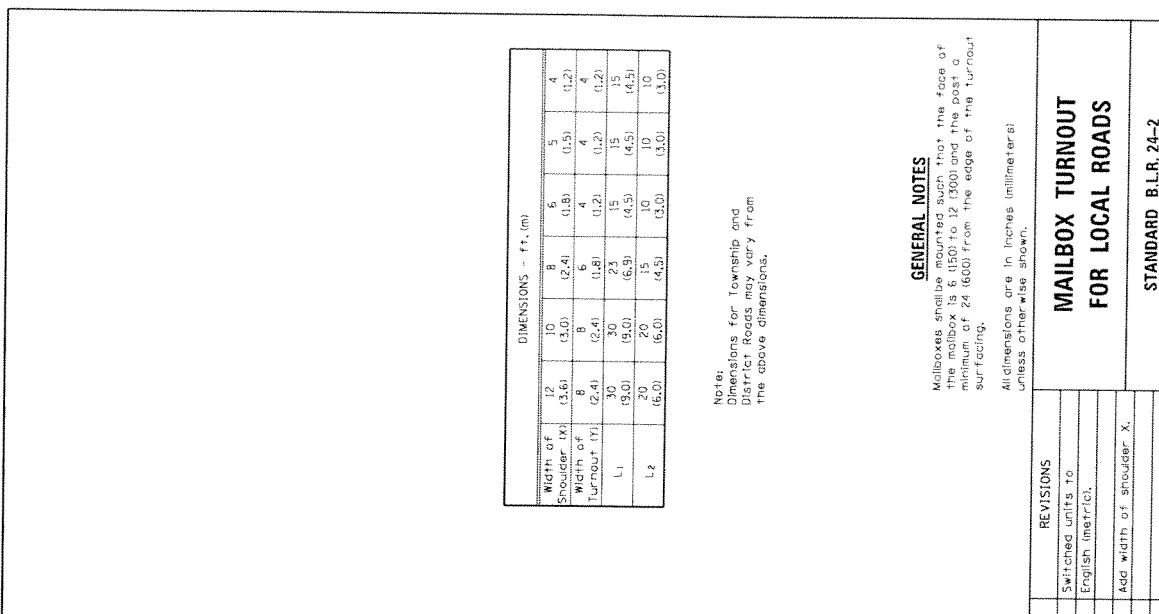 DIMENSIONS - ft. (m)
Width of Shoulder (X) 12 (3.6) 10 (3.0) 8 (2.4) 6 (1.8) 5 (1.5) 4 (1.2)
Width of Turnout (Y) 8 (2.4) 8 (2.4) 6 (1.8) 4 (1.2) 4 (1.2) 4 (1.2)
L1 30 (9.0) 30 (9.0) 23 (6.9) 15 (4.5) 15 (4.5) 15 (4.5)
L2 20 (6.0) 20 (6.0) 15 (4.5) 10 (3.0) 10 (3.0) 10 (3.0)
Note:
Dimensions for Township and
District Roads may vary from
the above dimensions.
GENERAL NOTES
Mailboxes shall be mounted such that the face of
the mailbox is 6 (150) to 12 (300) and the post a
minimum of 24 (600) from the edge of the turnout
surfacing.
All dimensions are in inches (millimeters)
unless otherwise shown.
REVISIONS
Switched units to
English (metric).
Add width of shoulder X.
MAILBOX TURNOUT
FOR LOCAL ROADS
STANDARD B.L.R. 24-2